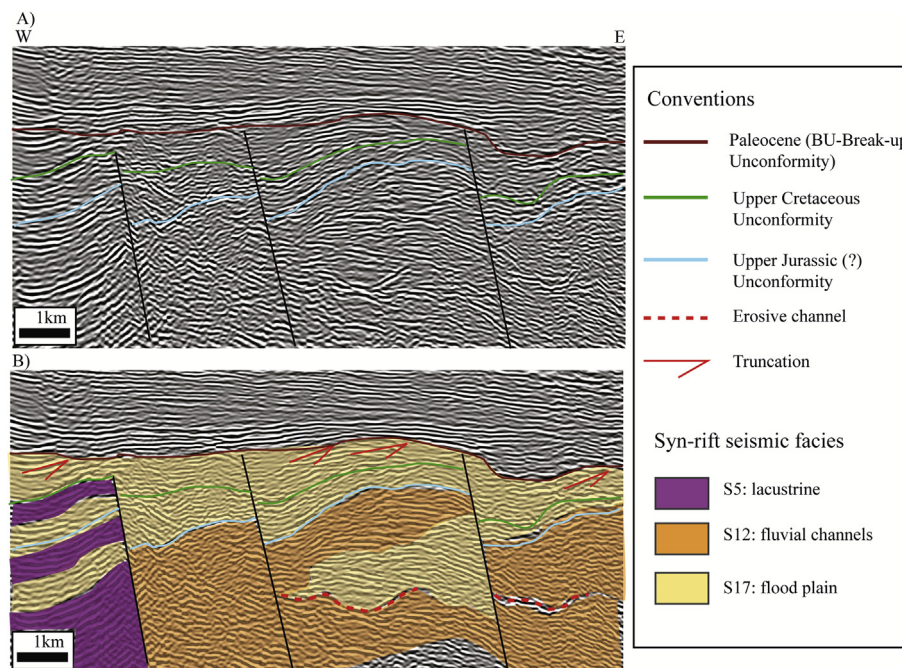 A)
W
E
1km
B)
1km
Conventions
Paleocene (BU-Break-up
Unconformity)
Upper Cretaceous
Unconformity
Upper Jurassic (?)
Unconformity
Erosive channel
Truncation
Syn-rift seismic facies
S5: lacustrine
S12: fluvial channels
S17: flood plain